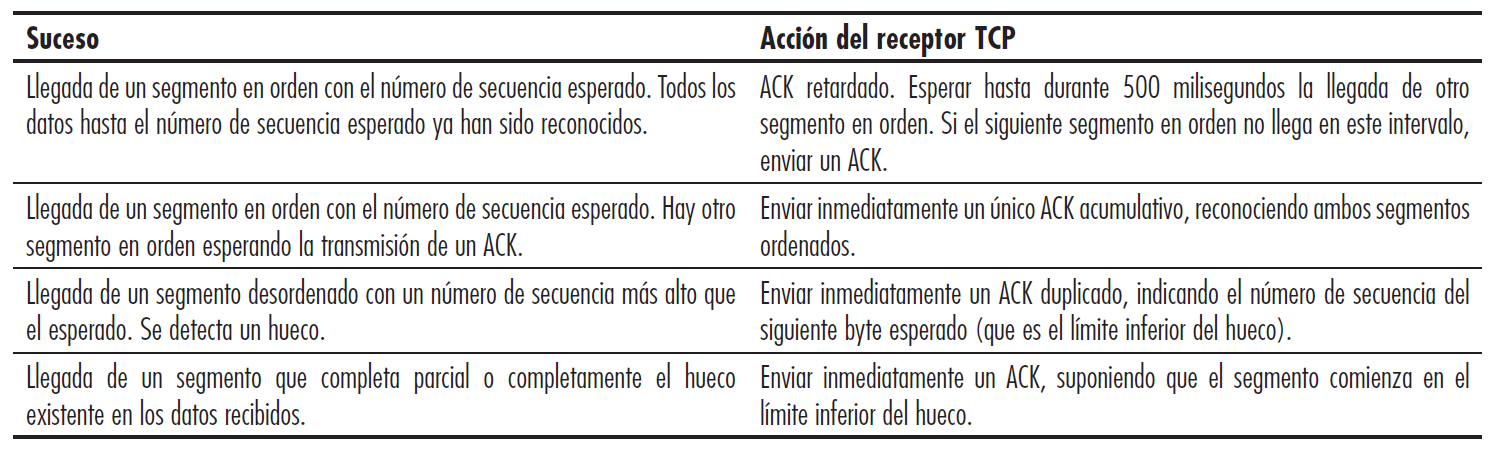 Suceso
Acción del receptor TCP
Llegada de un segmento en orden con el número de secuencia esperado. Todos los
datos hasta el número de secuencia esperado ya han sido reconocidos.
ACK retardado. Esperar hasta durante 500 milisegundos la llegada de otro
segmento en orden. Si el siguiente segmento en orden no llega en este intervalo,
enviar un ACK.
Llegada de un segmento en orden con el número de secuencia esperado. Hay otro
segmento en orden esperando la transmisión de un ACK.
Enviar inmediatamente un único ACK acumulativo, reconociendo ambos segmentos
ordenados.
Llegada de un segmento desordenado con un número de secuencia más alto que
el esperado. Se detecta un hueco.
Enviar inmediatamente un ACK duplicado, indicando el número de secuencia del
siguiente byte esperado (que es el límite inferior del hueco).
Llegada de un segmento que completa parcial o completamente el hueco
existente en los datos recibidos.
Enviar inmediatamente un ACK, suponiendo que el segmento comienza en el
límite inferior del hueco.